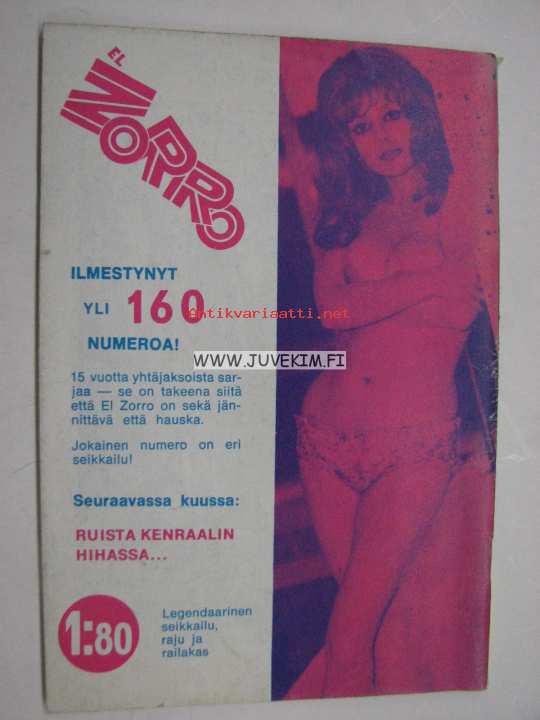 EL
ZORRO
ILMESTYNYT
YLI 160
Antikvariaatti.net
NUMEROA!
WWW.JUVEKIM.FI
15 vuotta yhtäjaksoista sar-
jaa — se on takeena siitä
että El Zorro on sekä jän-
nittävä että hauska.
Jokainen numero on eri
seikkailu!
Seuraavassa kuussa:
RUISTA KENRAALIN
HIHASSA...
1:80
Legendaarinen
seikkailu,
raju ja
railakas